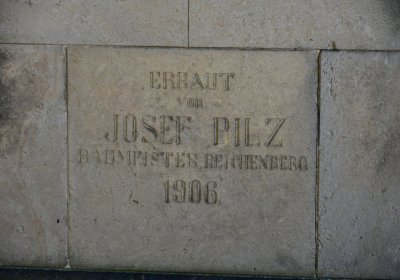 ERBAUT
VON
JOSEF PILZ
BAUMEISTER, REICHENBERG
1906